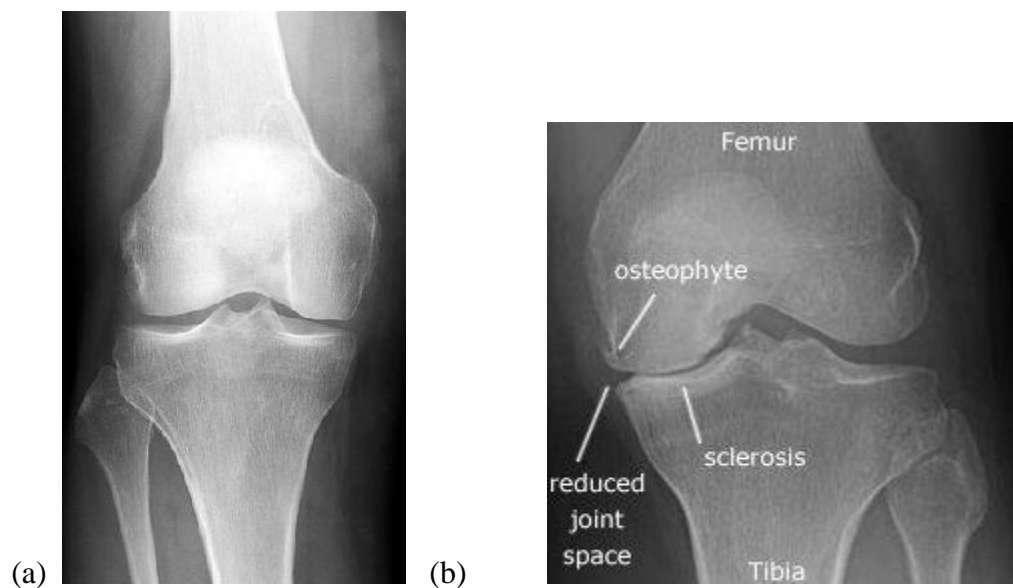 Femur
osteophyte
sclerosis
reduced
joint
space
Tibia
(a)
(b)